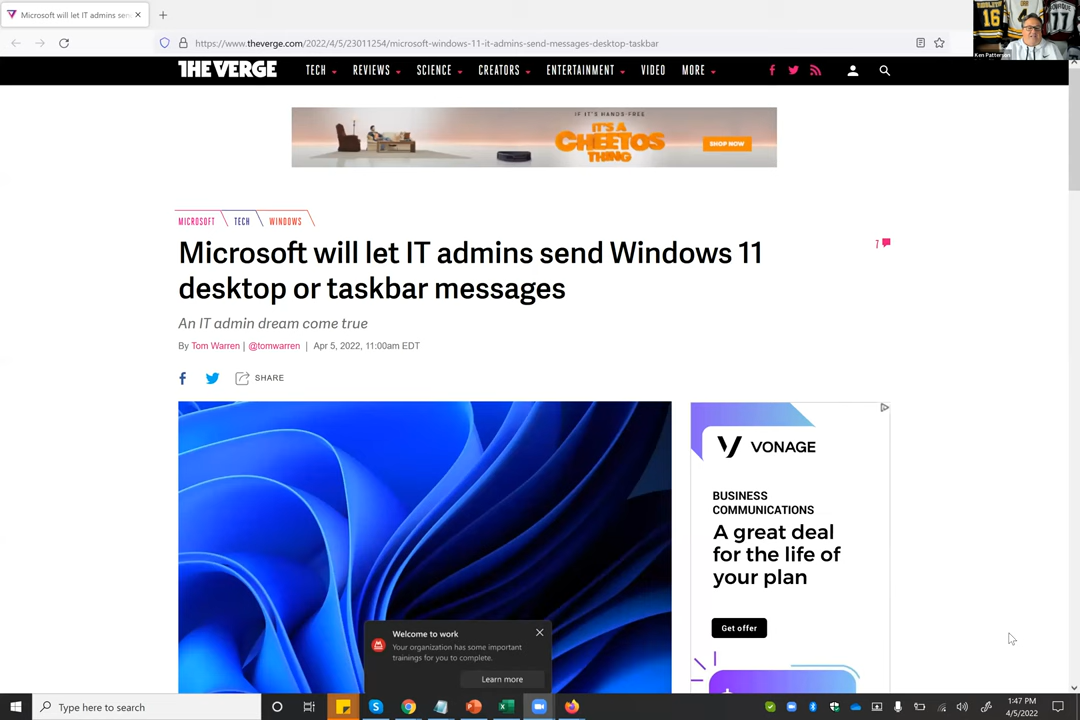 Microsoft will let IT admins sen
https://www.theverge.com/2022/4/5/23011254/microsoft-windows-11-it-admins-send-messages-desktop-taskbar
16
4
11
Ken Patterson
THE VERGE
TECH
REVIEWS
SCIENCE
CREATORS
ENTERTAINMENT
VIDEO
MORE
IF IT'S HANDS-FREE
IT'S A
CHEETOS
THING
SHOP NOW
MICROSOFT
TECH
WINDOWS
Microsoft will let IT admins send Windows 11
desktop or taskbar messages
7
An IT admin dream come true
By Tom Warren | @tomwarren | Apr 5, 2022, 11:00am EDT
SHARE
VONAGE
BUSINESS
COMMUNICATIONS
A great deal
for the life of
your plan
Get offer
Welcome to work
Your organization has some important
trainings for you to complete.
Learn more
Type here to search
1:47 PM
4/5/2022